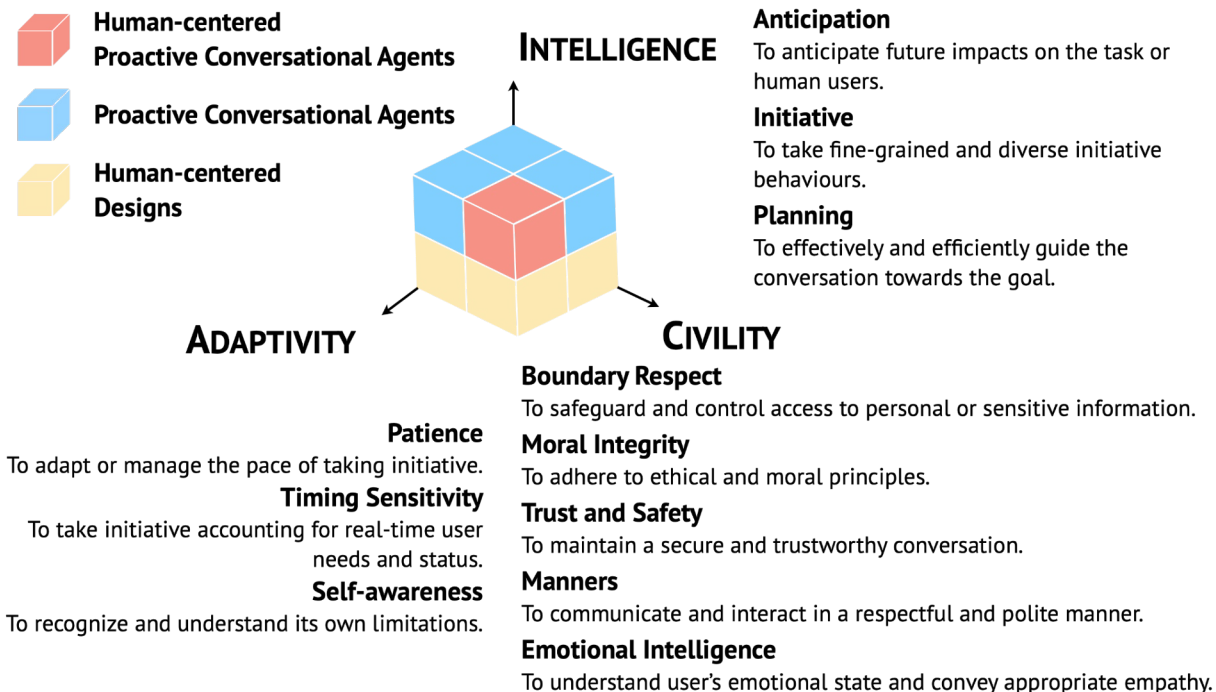 Human-centered
Proactive Conversational Agents
Proactive Conversational Agents
Human-centered
Designs
INTELLIGENCE
Anticipation
To anticipate future impacts on the task or
human users.
Initiative
To take fine-grained and diverse initiative
behaviours.
Planning
To effectively and efficiently guide the
conversation towards the goal.
ADAPTIVITY
Patience
To adapt or manage the pace of taking initiative.
Timing Sensitivity
To take initiative accounting for real-time user
needs and status.
Self-awareness
To recognize and understand its own limitations.
CIVILITY
Boundary Respect
To safeguard and control access to personal or sensitive information.
Moral Integrity
To adhere to ethical and moral principles.
Trust and Safety
To maintain a secure and trustworthy conversation.
Manners
To communicate and interact in a respectful and polite manner.
Emotional Intelligence
To understand user's emotional state and convey appropriate empathy.